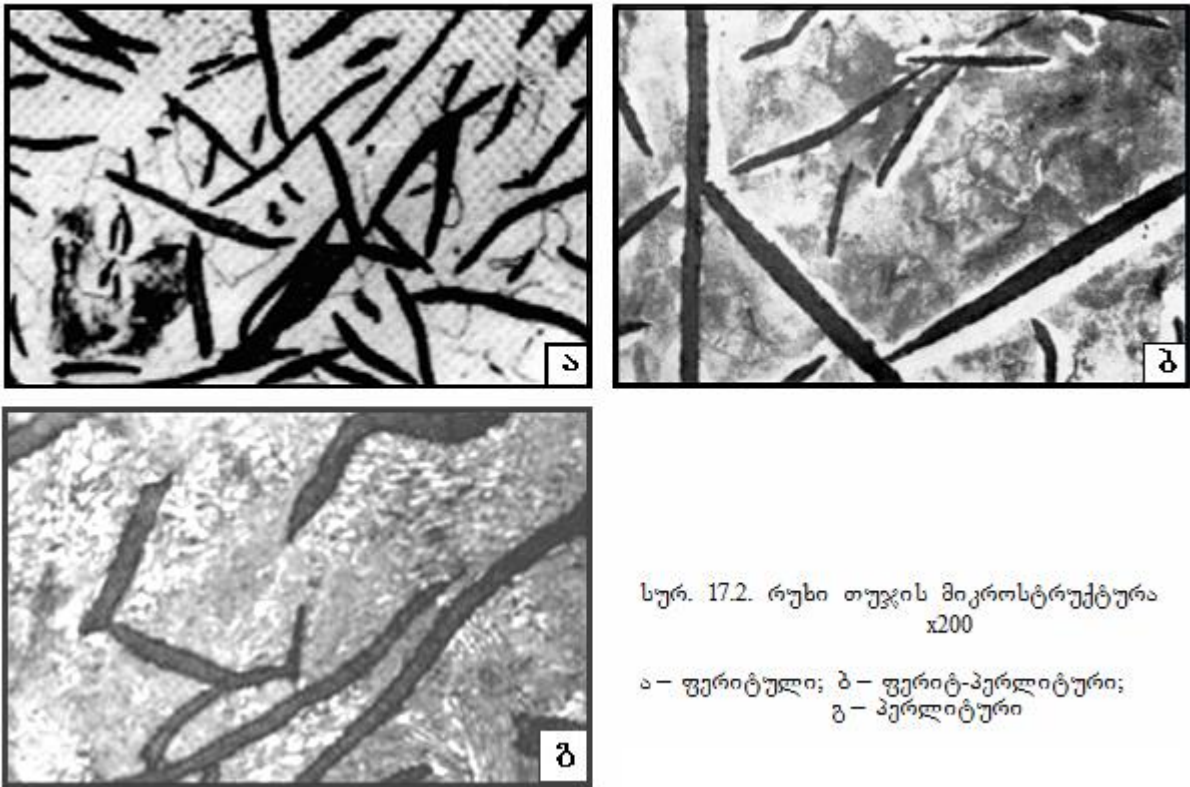 ა
ბ
გ
სურ. 17.2. რუხი თუჯის მიკროსტრუქტურა
x200
ა – ფერიტული; ბ – ფერიტ-პერლიტური;
გ – პერლიტური